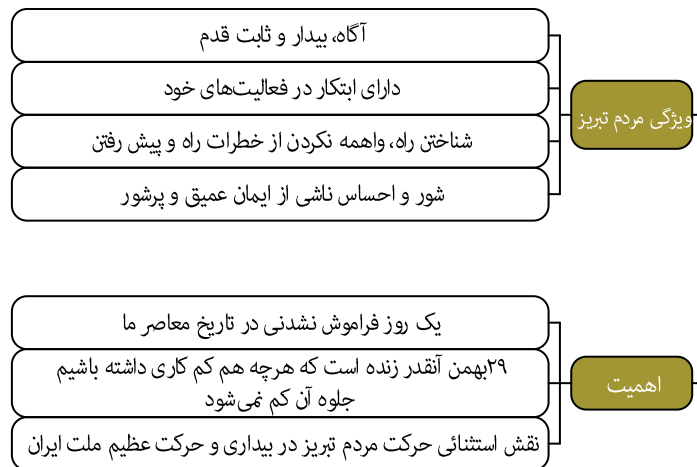 ویژگی مردم تبریز
آگاه، بیدار و ثابت قدم
دارای ابتکار در فعالیت‌های خود
شناختن راه، واهمه نکردن از خطرات راه و پیش رفتن
شور و احساس ناشی از ایمان عمیق و پرشور
اهمیت
یک روز فراموش نشدنی در تاریخ معاصر ما
۲۹بهمن آنقدر زنده است که هرچه هم کم کاری داشته باشیم
جلوه آن کم نمی‌شود
نقش استثنائی حرکت مردم تبریز در بیداری و حرکت عظیم ملت ایران